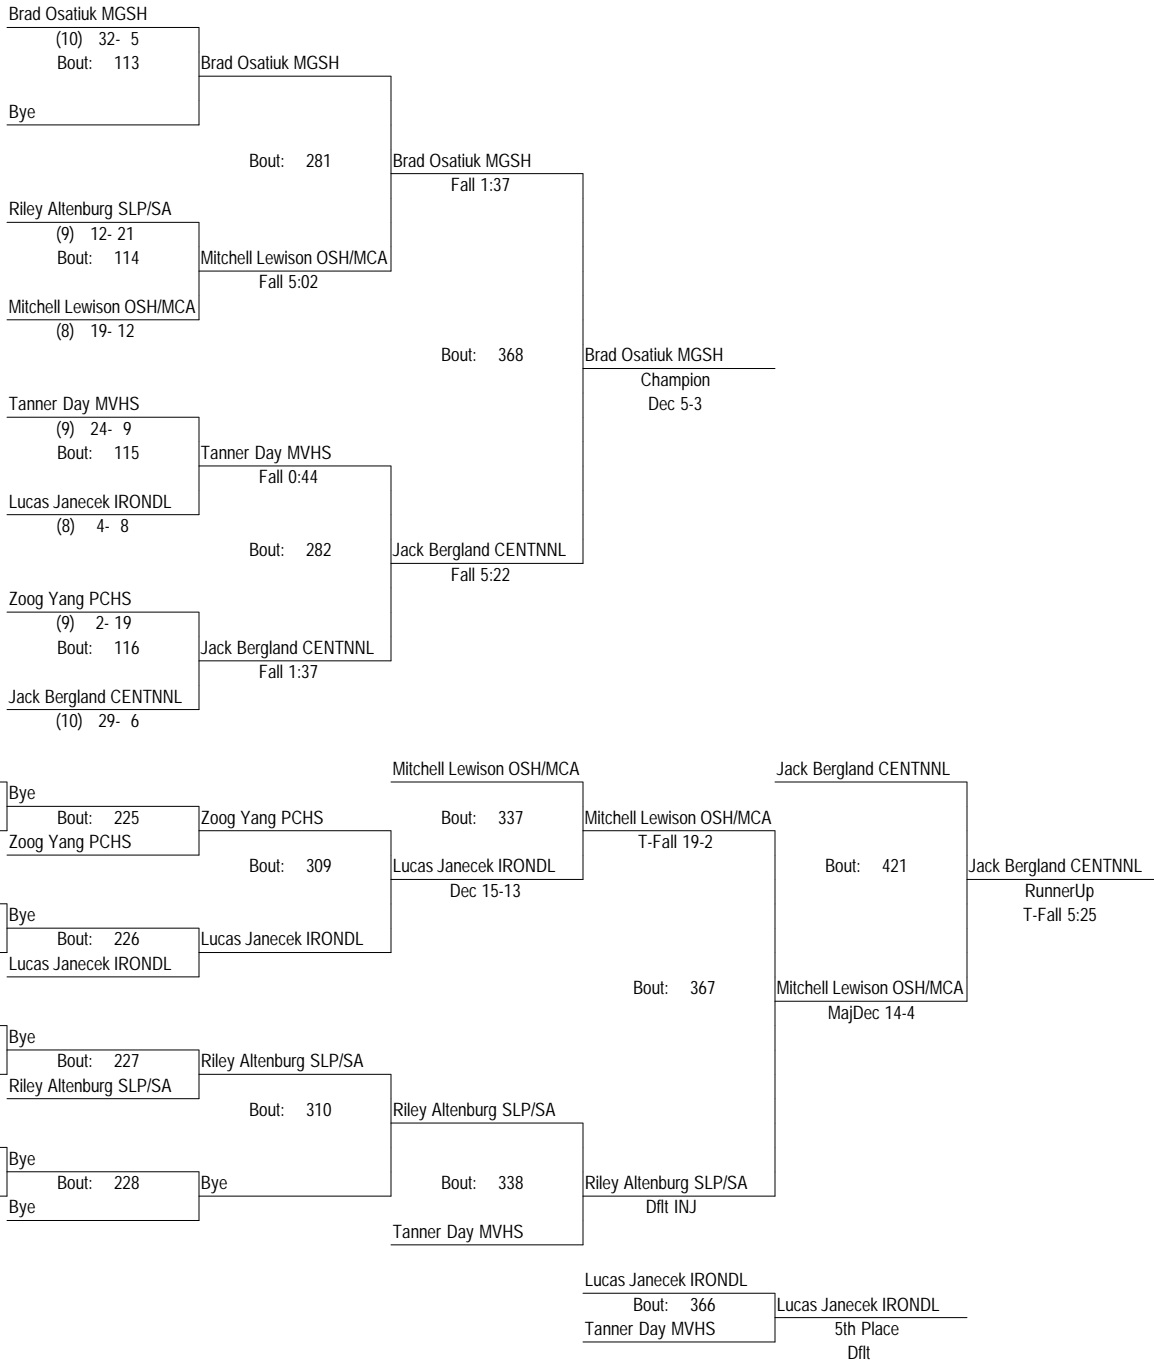 Brad Osatiuk MGSH
(10) 32- 5
Bout: 113
Brad Osatiuk MGSH
Bye
Bout: 281
Brad Osatiuk MGSH
Fall 1:37
Riley Altenburg SLP/SA
(9) 12- 21
Bout: 114
Mitchell Lewison OSH/MCA
Fall 5:02
Mitchell Lewison OSH/MCA
(8) 19- 12
Bout: 368
Brad Osatiuk MGSH
Champion
Dec 5-3
Tanner Day MVHS
(9) 24- 9
Bout: 115
Tanner Day MVHS
Fall 0:44
Lucas Janecek IRONDL
(8) 4- 8
Bout: 282
Jack Bergland CENTNNL
Fall 5:22
Zoog Yang PCHS
(9) 2- 19
Bout: 116
Jack Bergland CENTNNL
Fall 1:37
Jack Bergland CENTNNL
(10) 29- 6
Mitchell Lewison OSH/MCA
Jack Bergland CENTNNL
Bye
Bout: 225
Zoog Yang PCHS
Bout: 337
Mitchell Lewison OSH/MCA
Zoog Yang PCHS
T-Fall 19-2
Bout: 309
Lucas Janecek IRONDL
Dec 15-13
Bout: 421
Jack Bergland CENTNNL
RunnerUp
T-Fall 5:25
Bye
Bout: 226
Lucas Janecek IRONDL
Lucas Janecek IRONDL
Bout: 367
Mitchell Lewison OSH/MCA
MajDec 14-4
Bye
Bout: 227
Riley Altenburg SLP/SA
Riley Altenburg SLP/SA
Bout: 310
Riley Altenburg SLP/SA
Bye
Bout: 228
Bye
Bout: 338
Riley Altenburg SLP/SA
Bye
Dflt INJ
Tanner Day MVHS
Lucas Janecek IRONDL
Bout: 366
Lucas Janecek IRONDL
Tanner Day MVHS
5th Place
Dflt